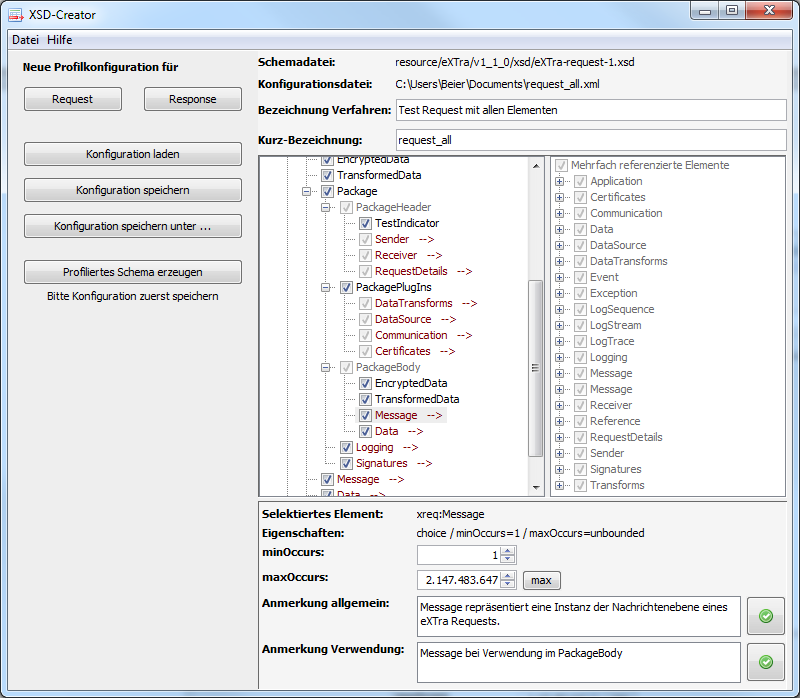 XSD-Creator
Datei Hilfe
Neue Profilkonfiguration für
Request Response
Konfiguration laden
Konfiguration speichern
Konfiguration speichern unter ...
Profiliertes Schema erzeugen
Bitte Konfiguration zuerst speichern
Schemadatei: resource/eXTra/v1_1_0/xsd/eXTra-request-1.xsd
Konfigurationsdatei: C:\Users\Beier\Documents\request_all.xml
Bezeichnung Verfahren: Test Request mit allen Elementen
Kurz-Bezeichnung: request_all
EncryptedData
TransformedData
Package
PackageHeader
TestIndicator
Sender -->
Receiver -->
RequestDetails -->
PackagePlugIns
DataTransforms -->
DataSource -->
Communication -->
Certificates -->
PackageBody
EncryptedData
TransformedData
Message -->
Data -->
Logging -->
Signatures -->
Message -->
Data -->
Mehrfach referenzierte Elemente
Application
Certificates
Communication
Data
DataSource
DataTransforms
Event
Exception
LogSequence
LogStream
LogTrace
Logging
Message
Message
Receiver
Reference
RequestDetails
Sender
Signatures
Transforms
Selektiertes Element: xreq:Message
Eigenschaften: choice / minOccurs=1 / maxOccurs=unbounded
minOccurs: 1
maxOccurs: 2.147.483.647 max
Anmerkung allgemein: Message repräsentiert eine Instanz der Nachrichtenebene eines
eXTra Requests.
Anmerkung Verwendung: Message bei Verwendung im PackageBody